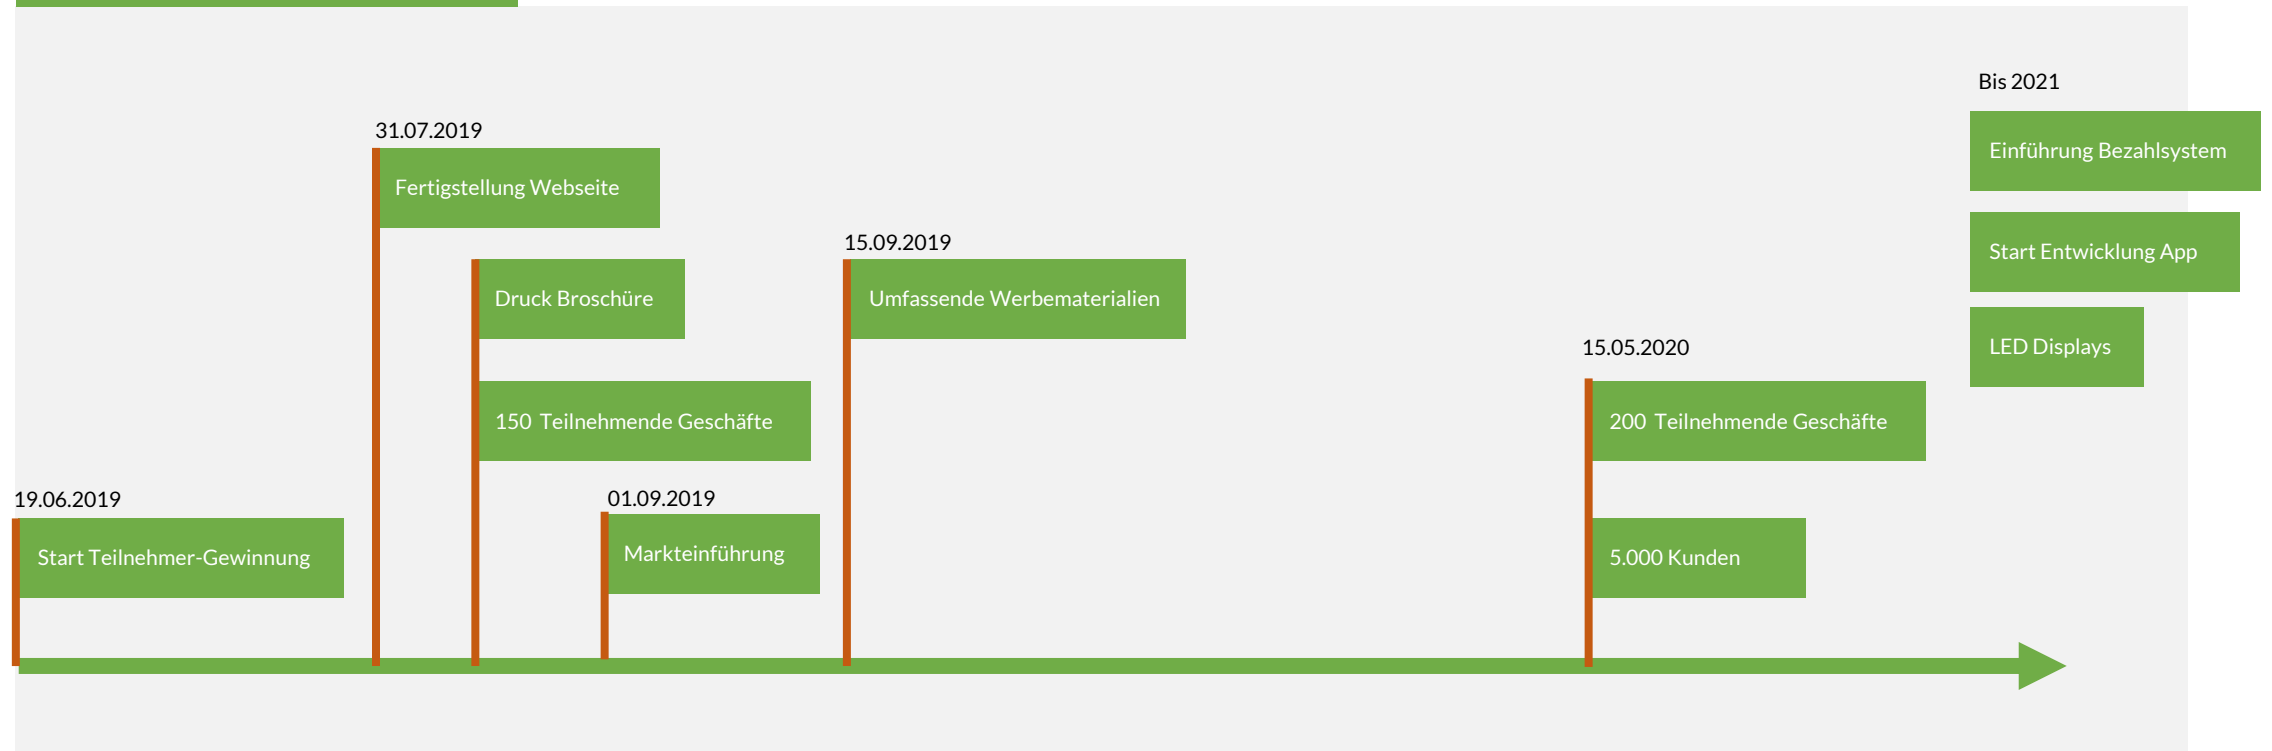 Bis 2021
Einführung Bezahlsystem
31.07.2019
Fertigstellung Webseite
15.09.2019
Start Entwicklung App
Druck Broschüre
Umfassende Werbematerialien
15.05.2020
LED Displays
150  Teilnehmende Geschäfte
200  Teilnehmende Geschäfte
19.06.2019
01.09.2019
Start Teilnehmer-Gewinnung
Markteinführung
5.000 Kunden